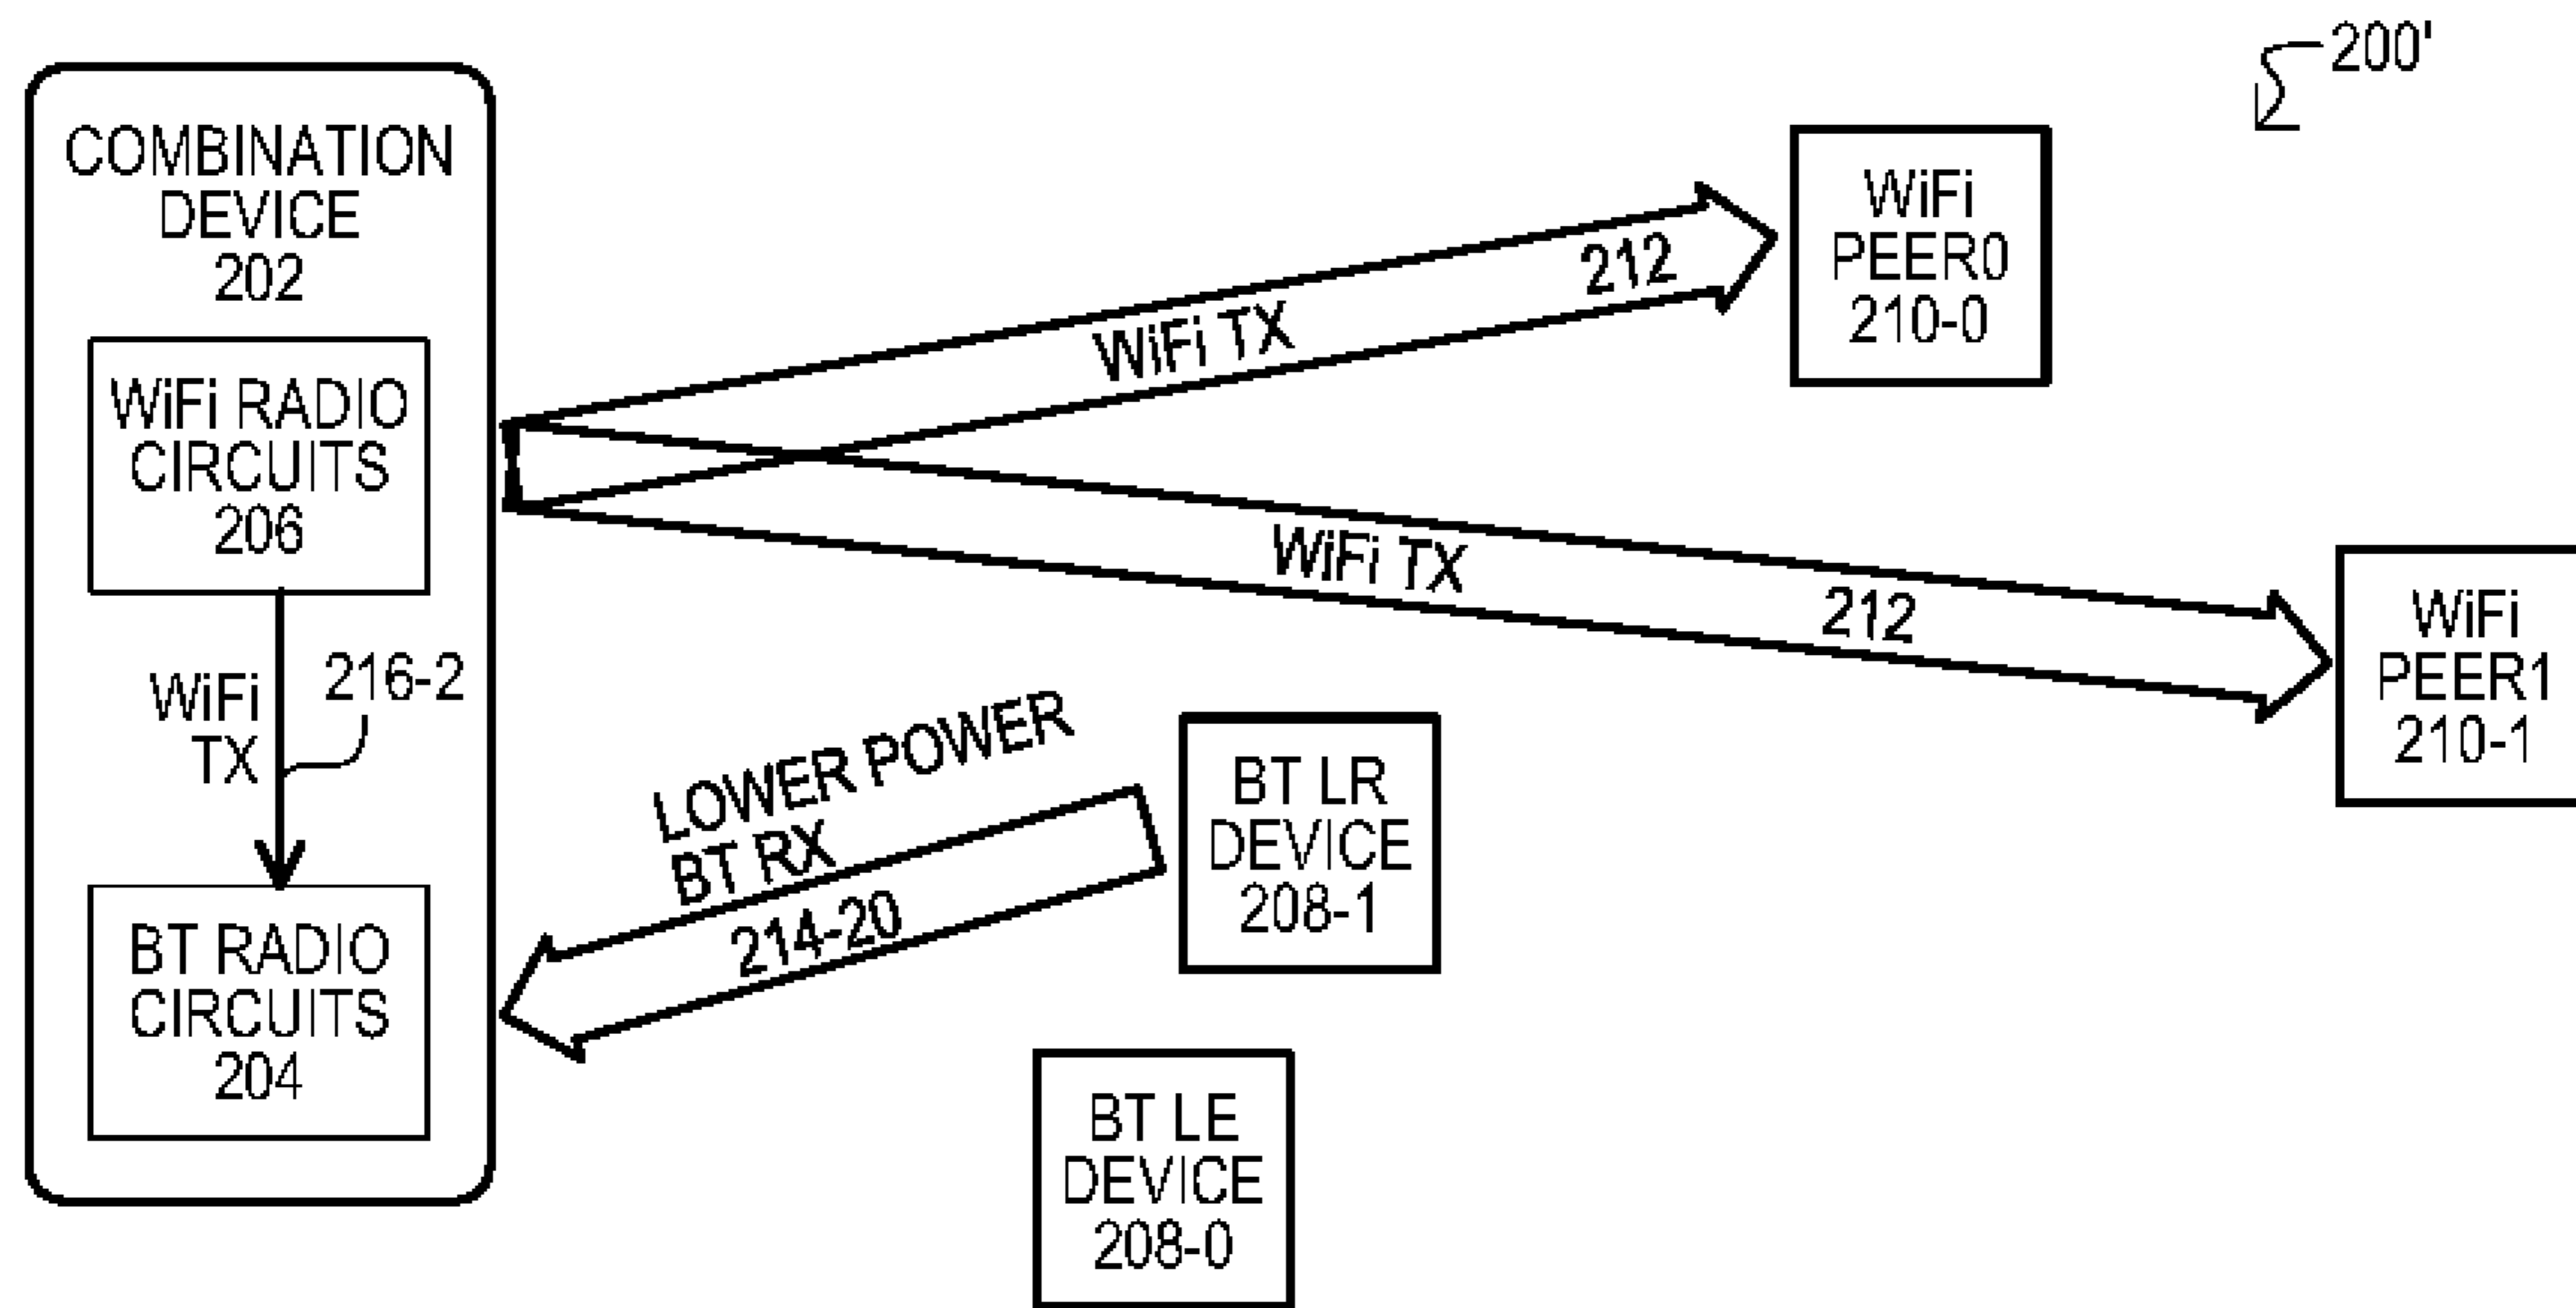 200'
COMBINATION
DEVICE
202
WiFi RADIO
CIRCUITS
206
WiFi
TX
216-2
BT RADIO
CIRCUITS
204
WiFi TX
212
WiFi
PEER0
210-0
WiFi TX
212
WiFi
PEER1
210-1
LOWER POWER
BT RX
214-20
BT LR
DEVICE
208-1
BT LE
DEVICE
208-0